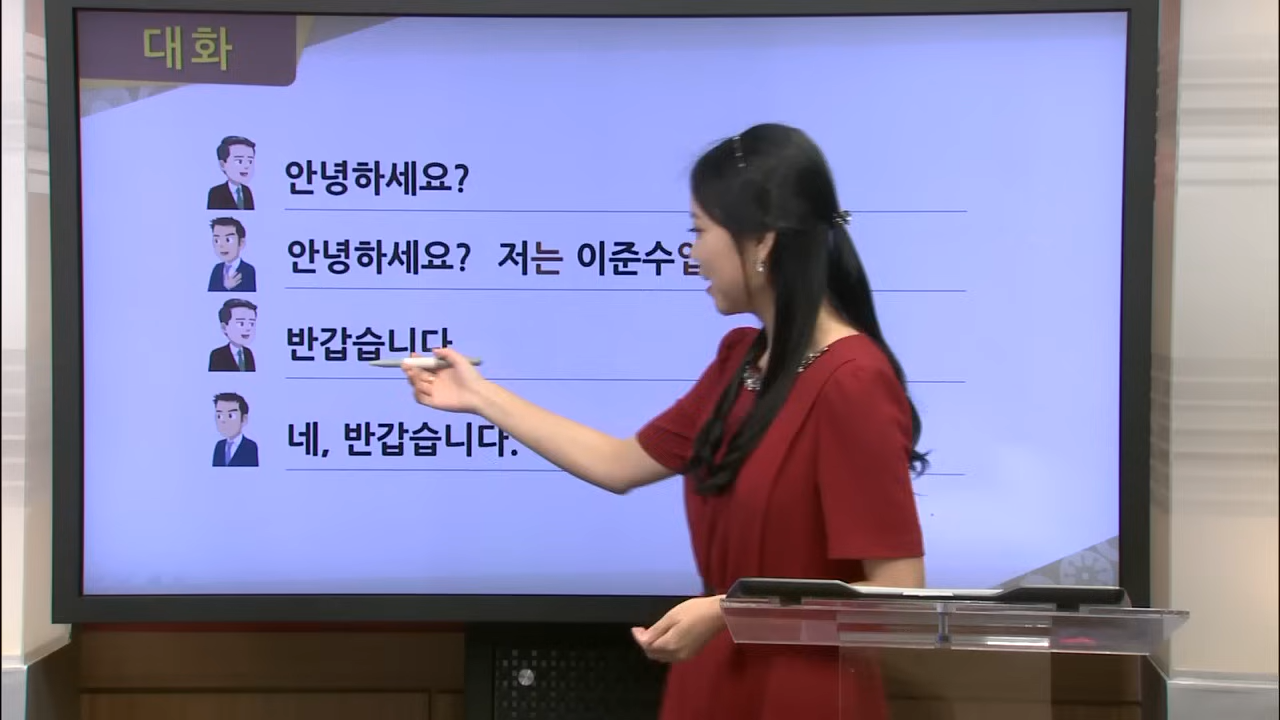 대화
안녕하세요?
안녕하세요? 저는 이준수
반갑습니다
네, 반갑습니다.